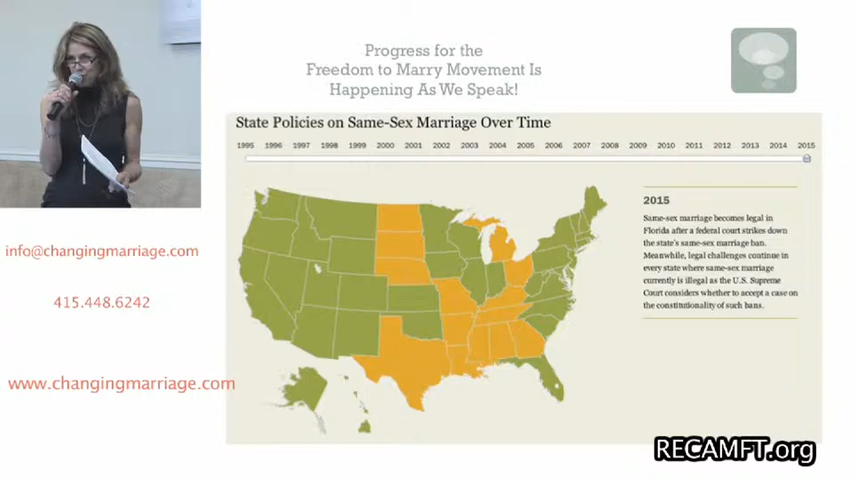 Progress for the
Freedom to Marry Movement Is
Happening As We Speak!
State Policies on Same-Sex Marriage Over Time
1995 1996 1997 1998 1999 2000 2001 2002 2003 2004 2005 2006 2007 2008 2009 2010 2011 2012 2013 2014 2015
2015
Same-sex marriage becomes legal in
Florida after a federal court strikes down
the state's same-sex marriage ban.
Meanwhile, legal challenges continue in
every state where same-sex marriage
currently is illegal as the U.S. Supreme
Court considers whether to accept a case on
the constitutionality of such bans.
info@changingmarriage.com
415.448.6242
www.changingmarriage.com
RECAMFT.org